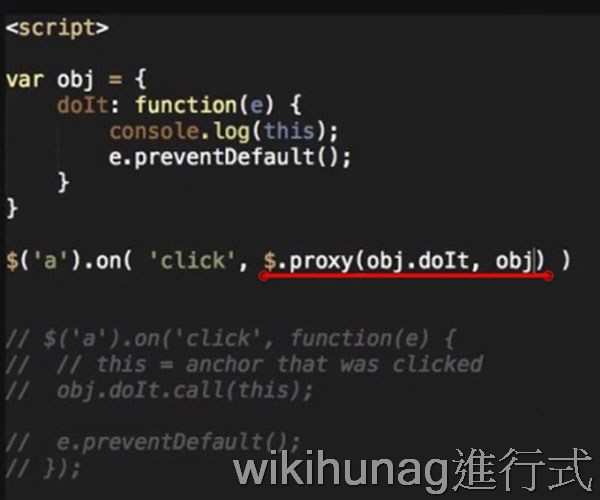 <script>
var obj = {
    doIt: function(e) {
        console.log(this);
        e.preventDefault();
    }
}
$('a').on( 'click', $.proxy(obj.doIt, obj) )
// $('a').on('click', function(e) {
//  // this = anchor that was clicked
//  obj.doIt.call(this);
//  e.preventDefault();
// });
wikihunag進行式